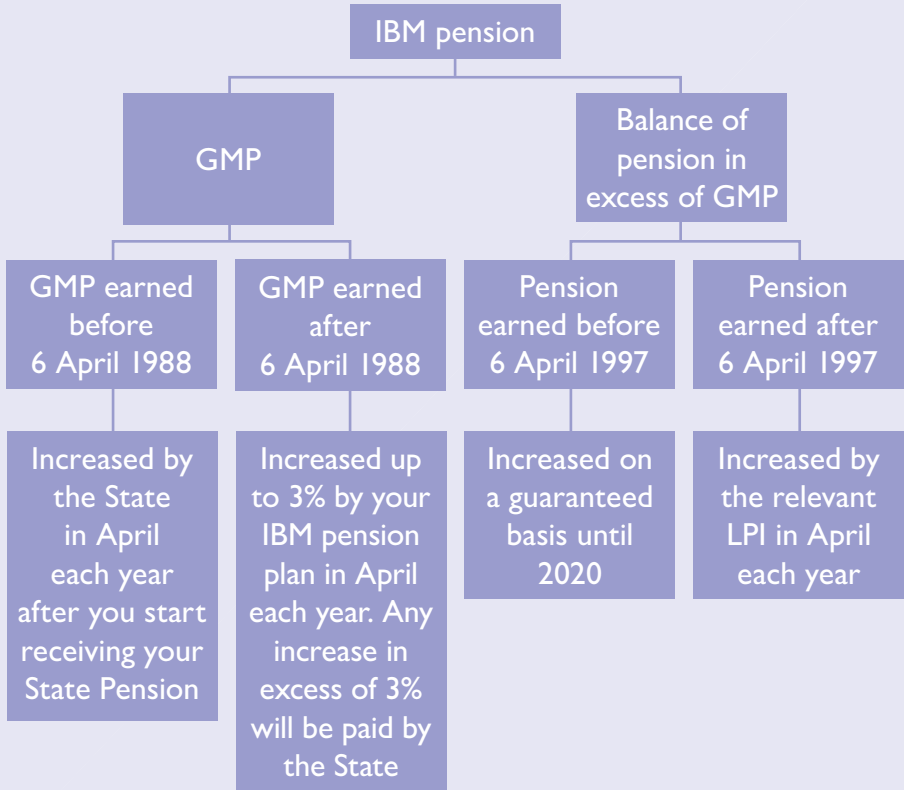 IBM pension
GMP
Balance of
pension in
excess of GMP
GMP earned
before
6 April 1988
GMP earned
after
6 April 1988
Pension
earned before
6 April 1997
Pension
earned after
6 April 1997
Increased by
the State
in April
each year
after you start
receiving your
State Pension
Increased up
to 3% by your
IBM pension
plan in April
each year. Any
increase in
excess of 3%
will be paid by
the State
Increased on
a guaranteed
basis until
2020
Increased by
the relevant
LPI in April
each year